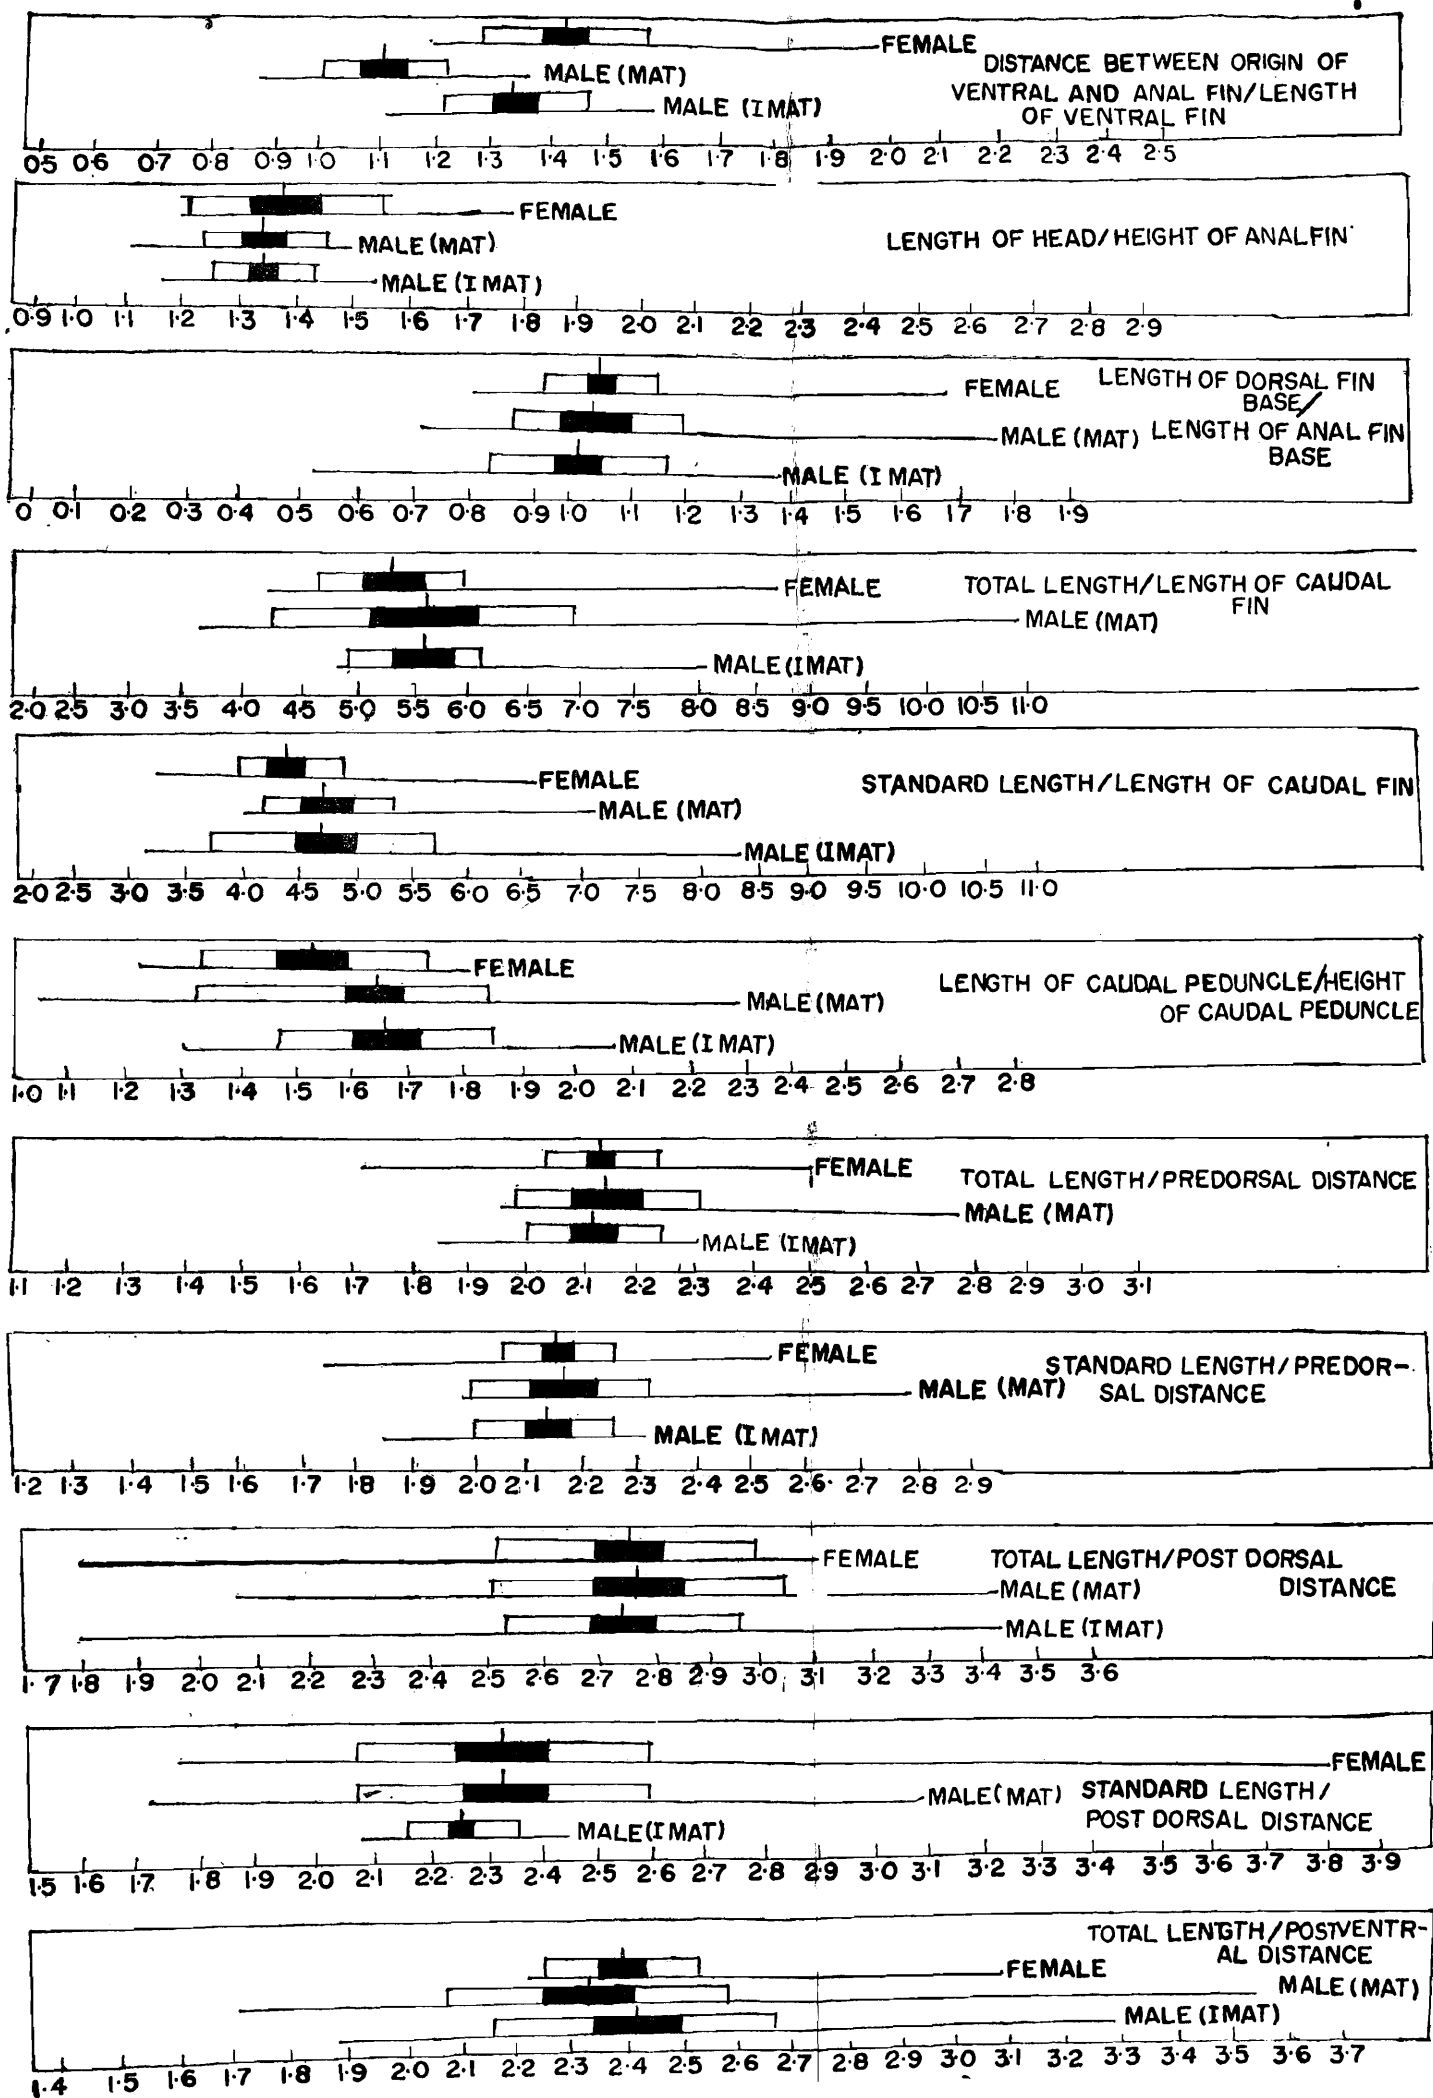 FEMALE
DISTANCE BETWEEN ORIGIN OF
MALE (MAT)
VENTRAL AND ANAL FIN/LENGTH
MALE (IMAT)
OF VENTRAL FIN
0.5 0.6 0.7 0.8 0.9 1.0 1.1 1.2 1.3 1.4 1.5 1.6 1.7 1.8 1.9 2.0 2.1 2.2 2.3 2.4 2.5
FEMALE
MALE (MAT)
LENGTH OF HEAD/HEIGHT OF ANALFIN
MALE (IMAT)
0.9 1.0 1.1 1.2 1.3 1.4 1.5 1.6 1.7 1.8 1.9 2.0 2.1 2.2 2.3 2.4 2.5 2.6 2.7 2.8 2.9
FEMALE
LENGTH OF DORSAL FIN
BASE/
MALE (MAT)
LENGTH OF ANAL FIN
BASE
MALE (IMAT)
0 0.1 0.2 0.3 0.4 0.5 0.6 0.7 0.8 0.9 1.0 1.1 1.2 1.3 1.4 1.5 1.6 1.7 1.8 1.9
FEMALE
TOTAL LENGTH/LENGTH OF CAUDAL
FIN
MALE (MAT)
MALE (IMAT)
2.0 2.5 3.0 3.5 4.0 4.5 5.0 5.5 6.0 6.5 7.0 7.5 8.0 8.5 9.0 9.5 10.0 10.5 11.0
FEMALE
STANDARD LENGTH/LENGTH OF CAUDAL FIN
MALE (MAT)
MALE (IMAT)
2.0 2.5 3.0 3.5 4.0 4.5 5.0 5.5 6.0 6.5 7.0 7.5 8.0 8.5 9.0 9.5 10.0 10.5 11.0
FEMALE
LENGTH OF CAUDAL PEDUNCLE/HEIGHT
MALE (MAT)
OF CAUDAL PEDUNCLE
MALE (IMAT)
1.0 1.1 1.2 1.3 1.4 1.5 1.6 1.7 1.8 1.9 2.0 2.1 2.2 2.3 2.4 2.5 2.6 2.7 2.8
FEMALE
TOTAL LENGTH/PREDORSAL DISTANCE
MALE (MAT)
MALE (IMAT)
1.1 1.2 1.3 1.4 1.5 1.6 1.7 1.8 1.9 2.0 2.1 2.2 2.3 2.4 2.5 2.6 2.7 2.8 2.9 3.0 3.1
FEMALE
STANDARD LENGTH/PREDOR-
MALE (MAT)
SAL DISTANCE
MALE (IMAT)
1.2 1.3 1.4 1.5 1.6 1.7 1.8 1.9 2.0 2.1 2.2 2.3 2.4 2.5 2.6 2.7 2.8 2.9
FEMALE
TOTAL LENGTH/POST DORSAL
MALE (MAT)
DISTANCE
MALE (IMAT)
1.7 1.8 1.9 2.0 2.1 2.2 2.3 2.4 2.5 2.6 2.7 2.8 2.9 3.0 3.1 3.2 3.3 3.4 3.5 3.6
FEMALE
MALE (MAT)
STANDARD LENGTH/
POST DORSAL DISTANCE
MALE (IMAT)
1.5 1.6 1.7 1.8 1.9 2.0 2.1 2.2 2.3 2.4 2.5 2.6 2.7 2.8 2.9 3.0 3.1 3.2 3.3 3.4 3.5 3.6 3.7 3.8 3.9
TOTAL LENGTH/POSTVENTR-
AL DISTANCE
FEMALE
MALE (MAT)
MALE (IMAT)
1.4 1.5 1.6 1.7 1.9 2.0 2.1 2.2 2.3 2.4 2.5 2.6 2.7 2.8 2.9 3.0 3.1 3.2 3.3 3.4 3.5 3.6 3.7